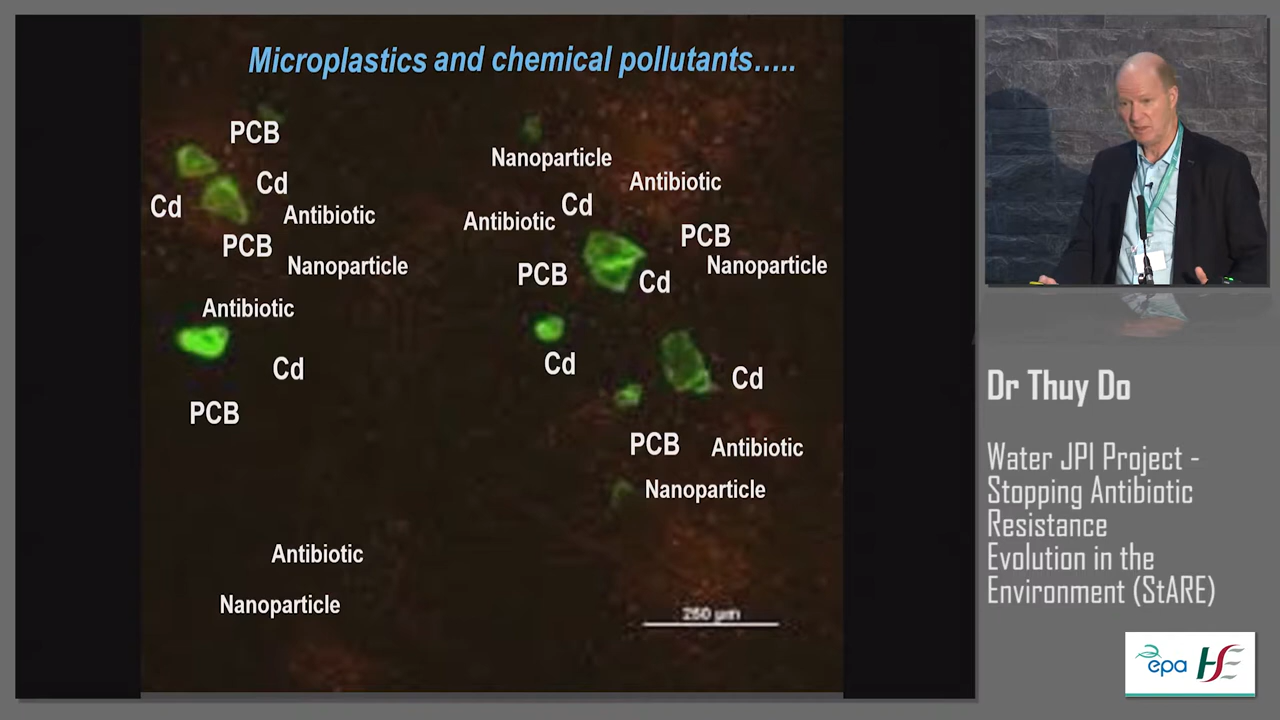 Microplastics and chemical pollutants.....
PCB
Nanoparticle
Antibiotic
Cd
Cd
Cd
Antibiotic
Antibiotic
PCB
PCB
Nanoparticle
Nanoparticle
PCB
Cd
Antibiotic
Cd
Cd
Cd
PCB
PCB
Antibiotic
Nanoparticle
Antibiotic
Nanoparticle
250 µm
Dr Thuy Do
Water JPI Project -
Stopping Antibiotic
Resistance
Evolution in the
Environment (StARE)
epa
HSE